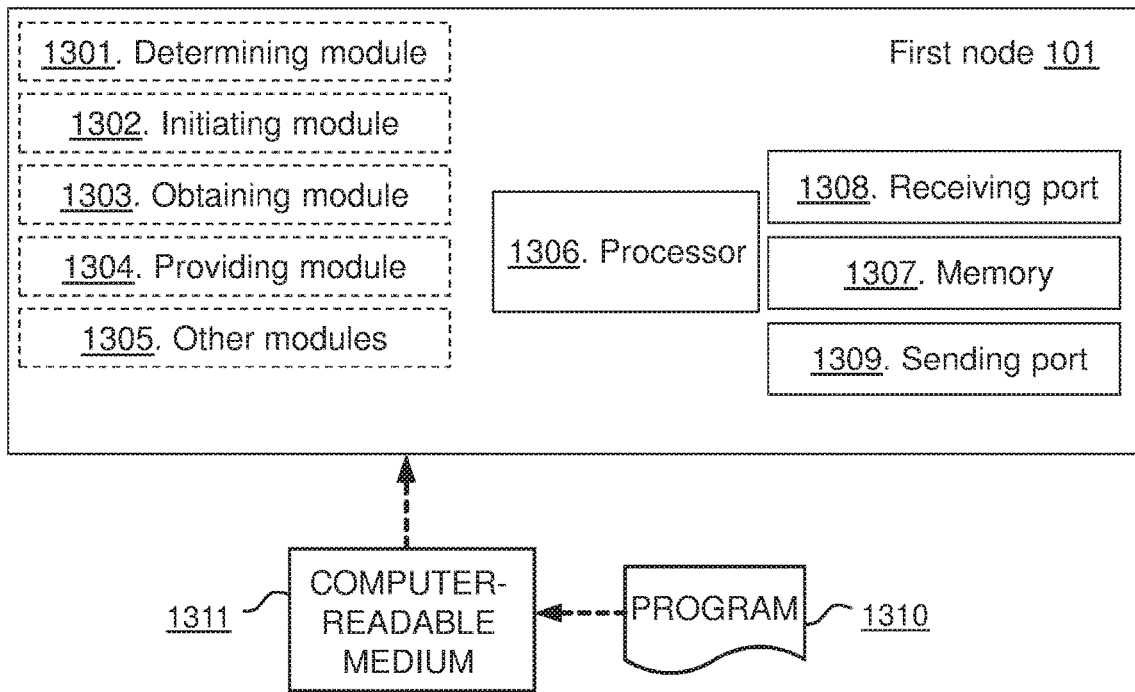 1301. Determining module
First node 101
1302. Initiating module
1303. Obtaining module
1308. Receiving port
1306. Processor
1304. Providing module
1307. Memory
1305. Other modules
1309. Sending port
COMPUTER-
READABLE
MEDIUM
1311
PROGRAM
1310